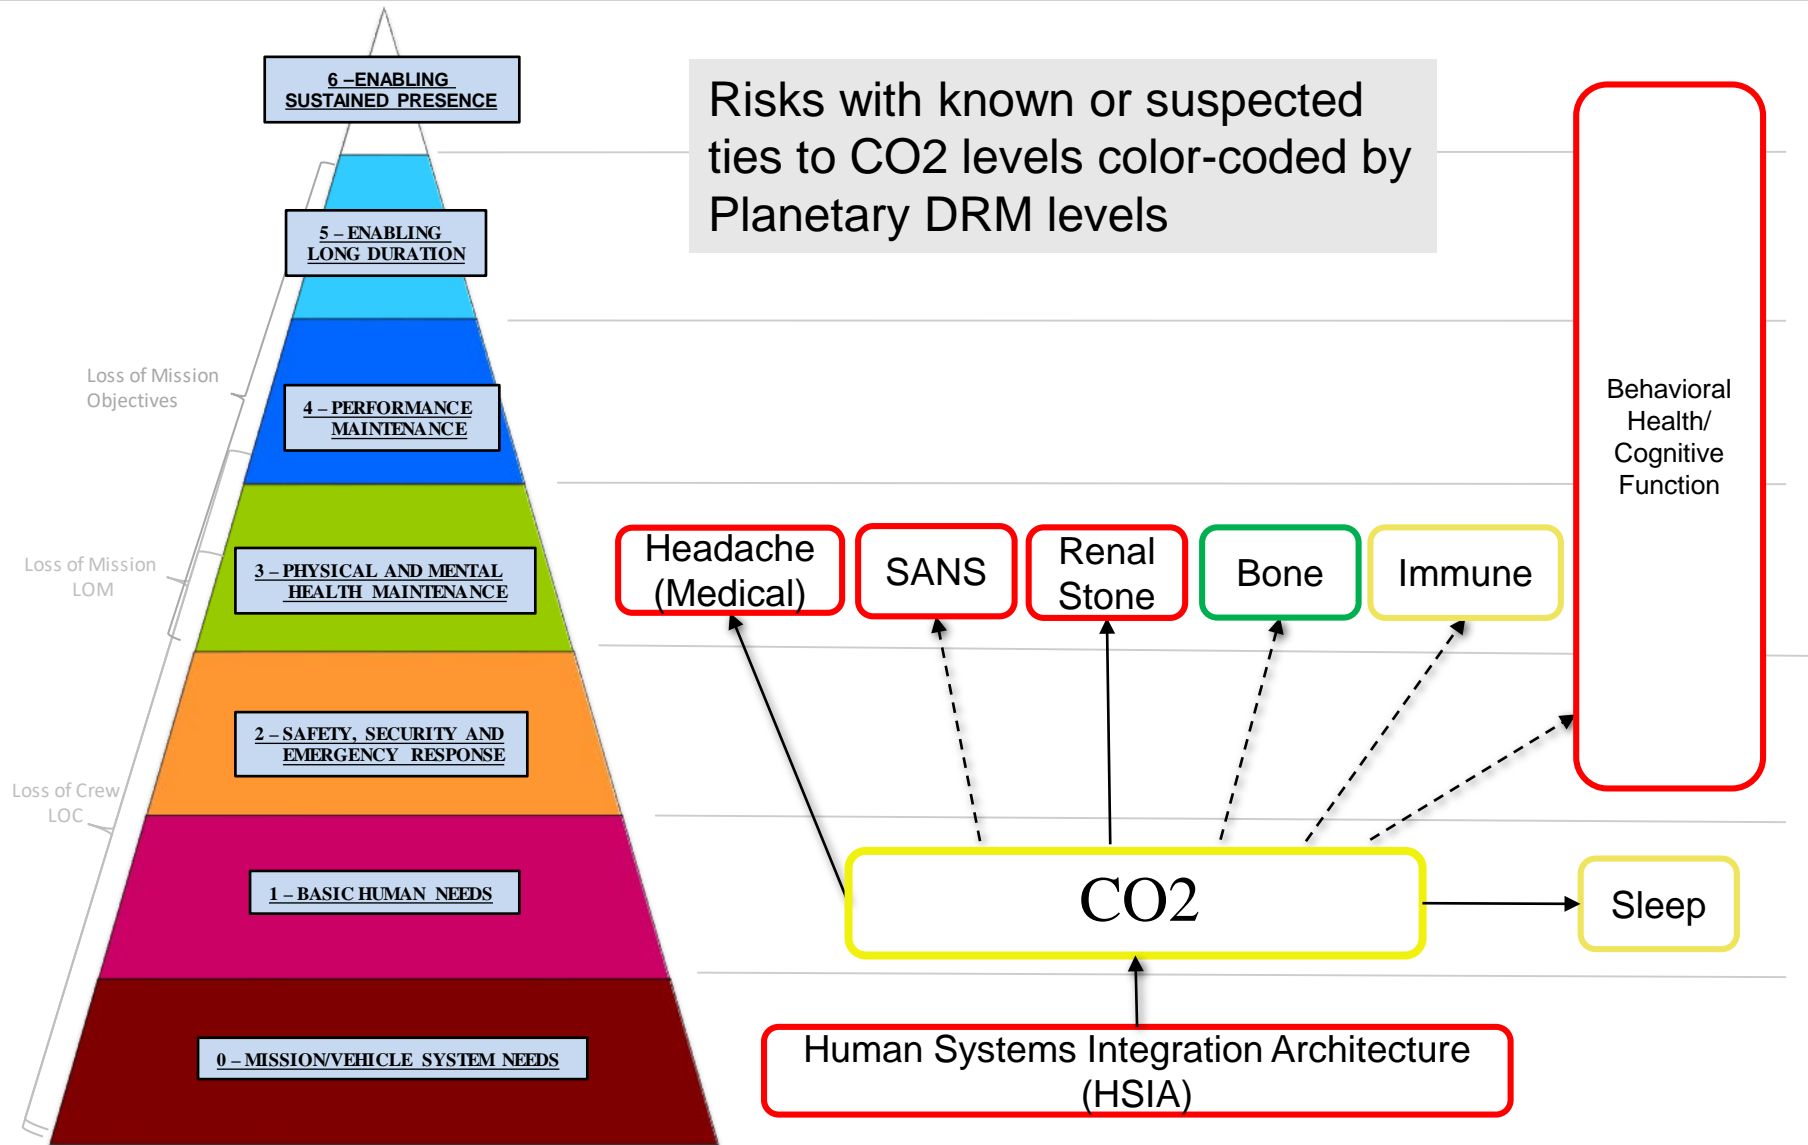 6 –ENABLING
SUSTAINED PRESENCE
Risks with known or suspected
ties to CO2 levels color-coded by
Planetary DRM levels
5 – ENABLING
LONG DURATION
Loss of Mission
Objectives
4 – PERFORMANCE
MAINTENANCE
Behavioral
Health/
Cognitive
Function
Loss of Mission
LOM
3 – PHYSICAL AND MENTAL
HEALTH MAINTENANCE
Headache
(Medical)
SANS
Renal
Stone
Bone
Immune
2 – SAFETY, SECURITY AND
EMERGENCY RESPONSE
Loss of Crew
LOC
1 – BASIC HUMAN NEEDS
CO2
Sleep
0 – MISSION/VEHICLE SYSTEM NEEDS
Human Systems Integration Architecture
(HSIA)